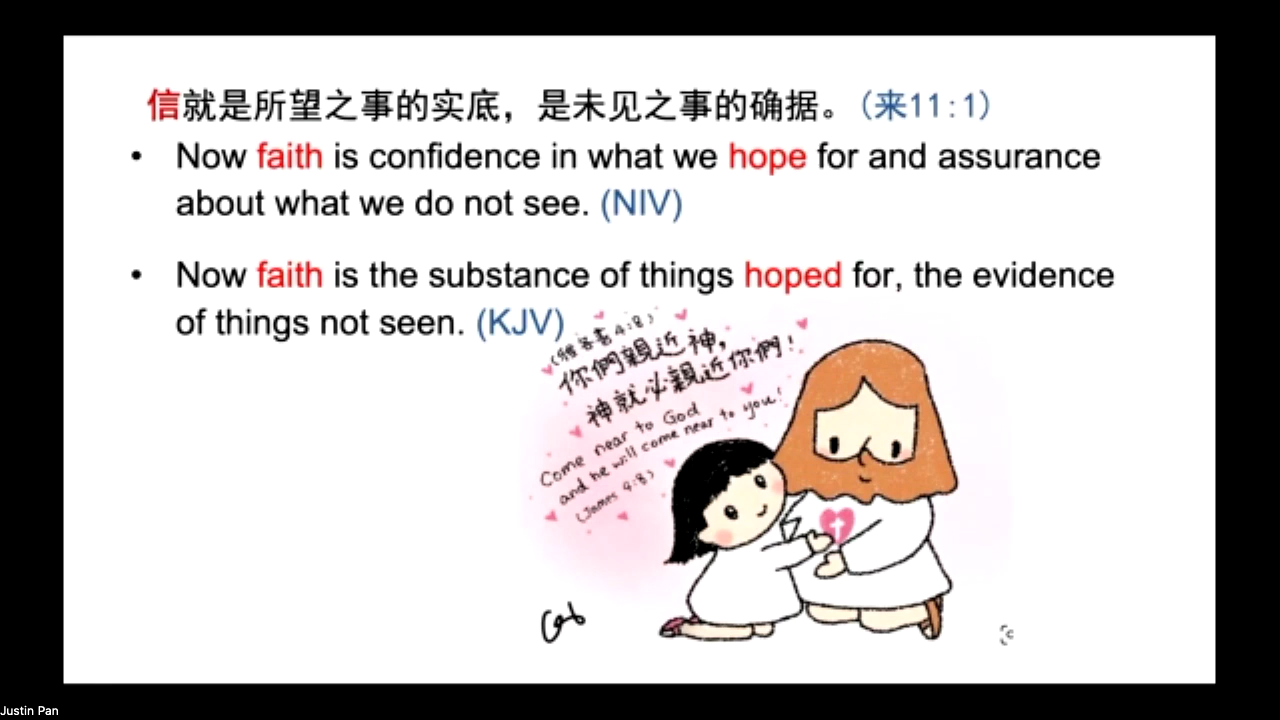 信就是所望之事的实底，是未见之事的确据。（来11:1）
• Now faith is confidence in what we hope for and assurance
about what we do not see. (NIV)
• Now faith is the substance of things hoped for, the evidence
of things not seen. (KJV)
(雅各書4:8)
你們親近神,
神就必親近你們!
Come near to God
and he will come near to you!
(James 4:8)
Justin Pan